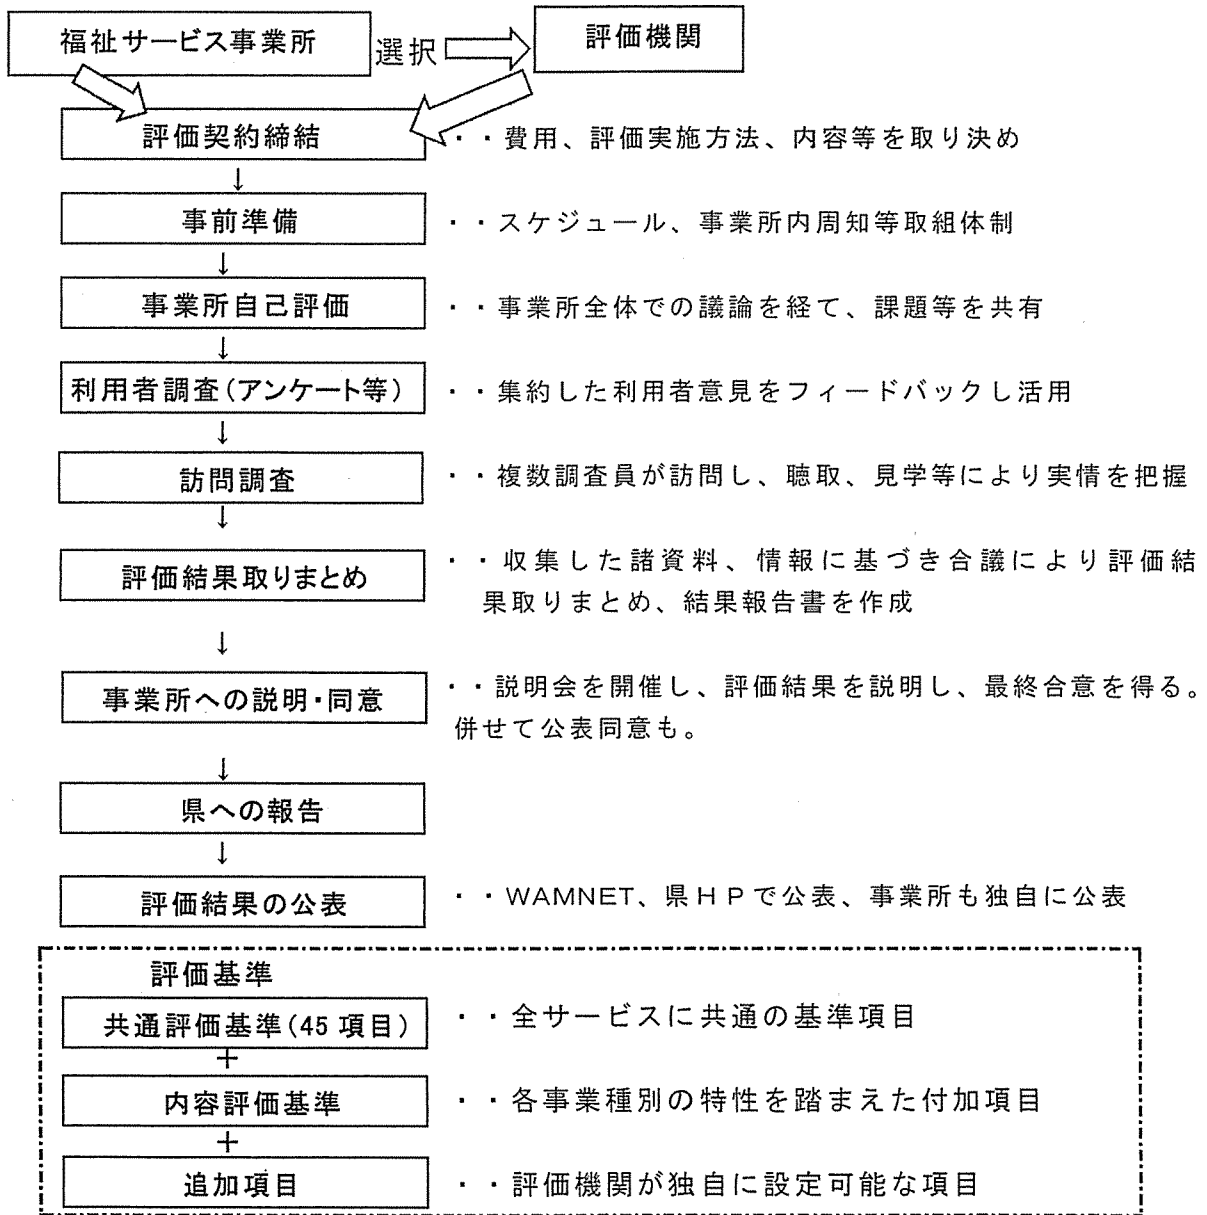 福祉サービス事業所 選択 評価機関
評価契約締結 ・・費用、評価実施方法、内容等を取り決め
↓
事前準備 ・・スケジュール、事業所内周知等取組体制
↓
事業所自己評価 ・・事業所全体での議論を経て、課題等を共有
↓
利用者調査(アンケート等) ・・集約した利用者意見をフィードバックし活用
↓
訪問調査 ・・複数調査員が訪問し、聴取、見学等により実情を把握
↓
評価結果取りまとめ ・・収集した諸資料、情報に基づき合議により評価結
果取りまとめ、結果報告書を作成
↓
事業所への説明・同意 ・・説明会を開催し、評価結果を説明し、最終合意を得る。
併せて公表同意も。
↓
県への報告
↓
評価結果の公表 ・・WAMNET、県HPで公表、事業所も独自に公表
評価基準
共通評価基準(45項目) ・・全サービスに共通の基準項目
+
内容評価基準 ・・各事業種別の特性を踏まえた付加項目
+
追加項目 ・・評価機関が独自に設定可能な項目